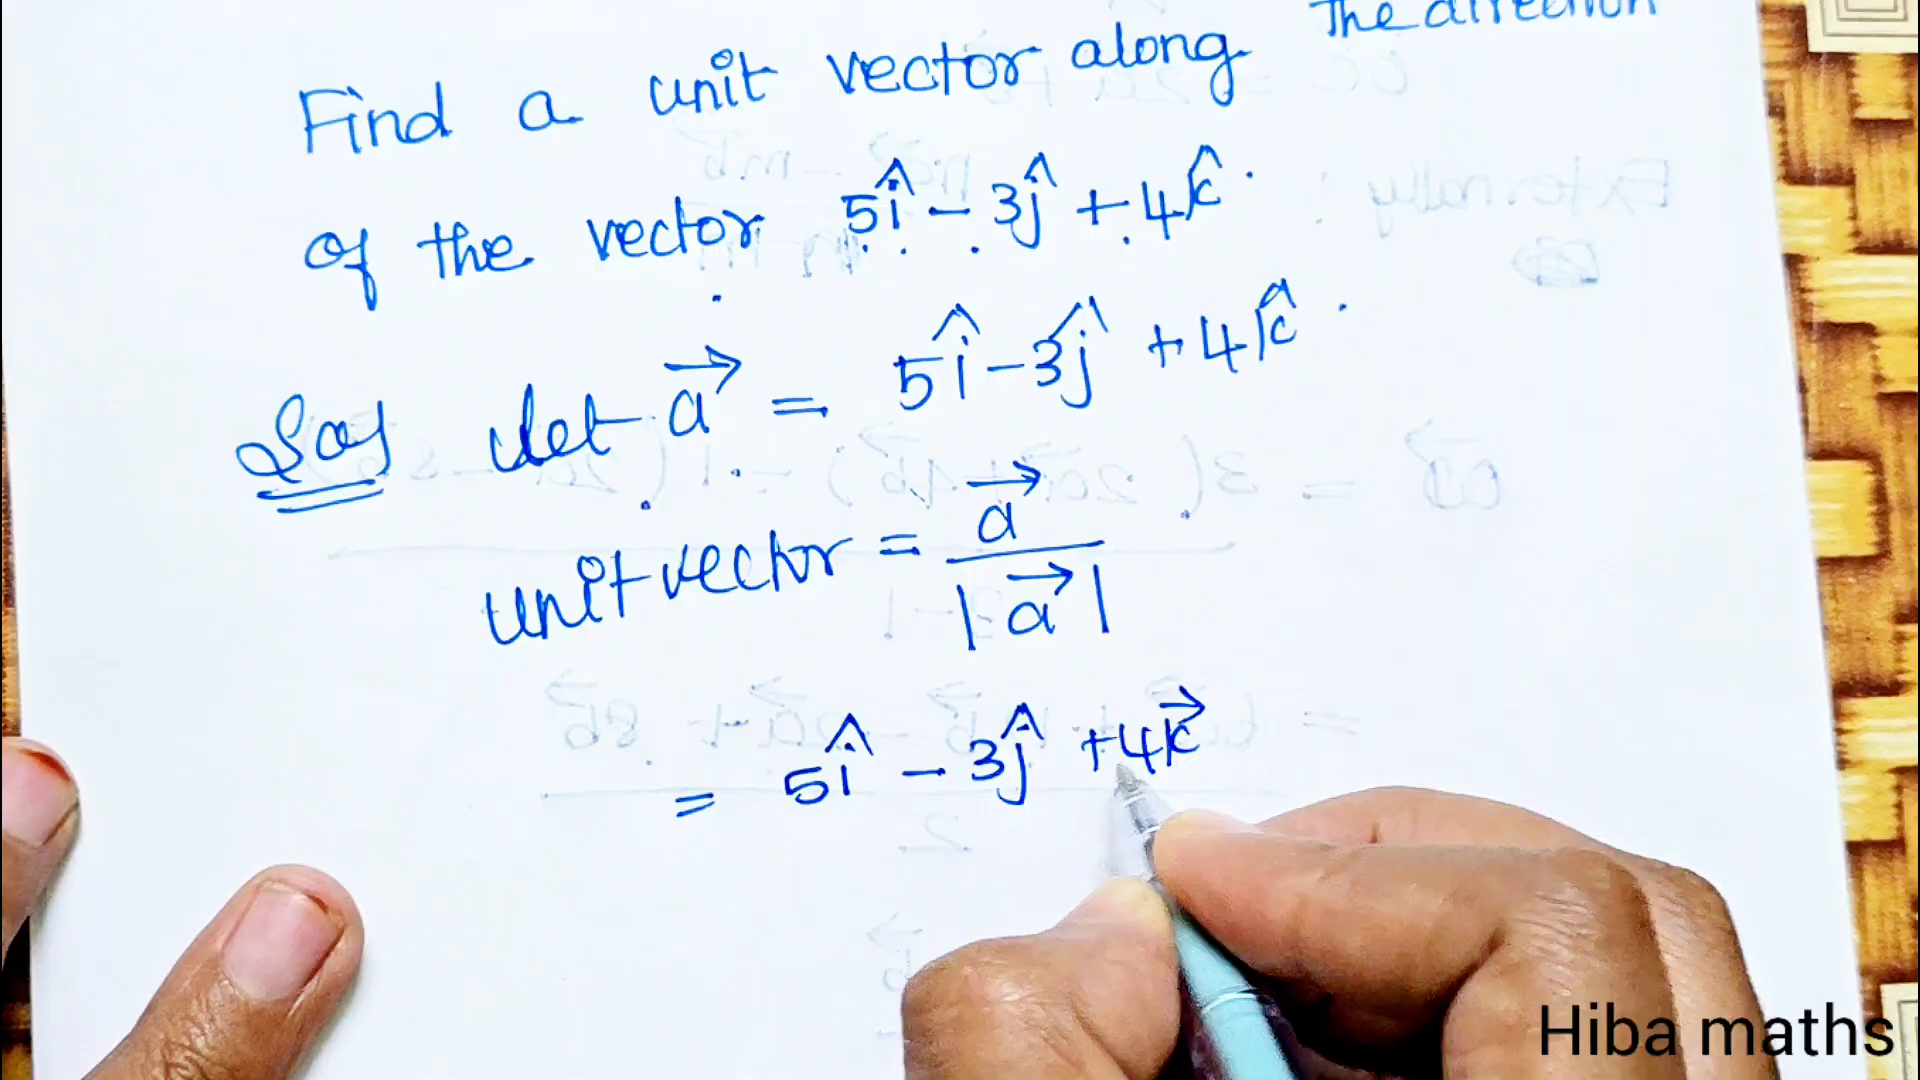 Find a unit vector along the direction
of the vector 5î - 3ĵ + 4k̂.
Sol let a⃗ = 5î - 3ĵ + 4k̂.
unit vector = a⃗ / |a⃗|
= 5î - 3ĵ + 4k⃗
Hiba maths